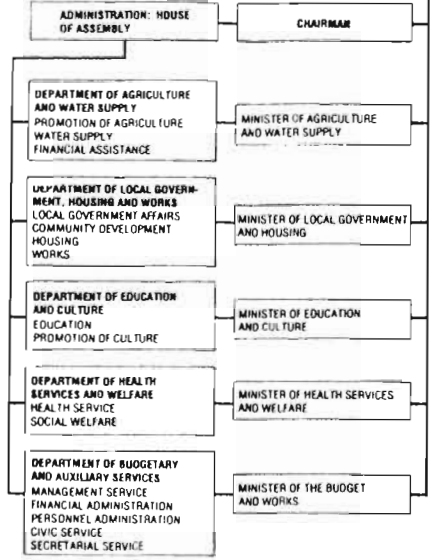 ADMINISTRATION: HOUSE
OF ASSEMBLY
CHAIRMAN
DEPARTMENT OF AGRICULTURE
AND WATER SUPPLY
PROMOTION OF AGRICULTURE
WATER SUPPLY
FINANCIAL ASSISTANCE
MINISTER OF AGRICULTURE
AND WATER SUPPLY
DEPARTMENT OF LOCAL GOVERN-
MENT, HOUSING AND WORKS
LOCAL GOVERNMENT AFFAIRS
COMMUNITY DEVELOPMENT
HOUSING
WORKS
MINISTER OF LOCAL GOVERNMENT
AND HOUSING
DEPARTMENT OF EDUCATION
AND CULTURE
EDUCATION
PROMOTION OF CULTURE
MINISTER OF EDUCATION
AND CULTURE
DEPARTMENT OF HEALTH
SERVICES AND WELFARE
HEALTH SERVICE
SOCIAL WELFARE
MINISTER OF HEALTH SERVICES
AND WELFARE
DEPARTMENT OF BUDGETARY
AND AUXILIARY SERVICES
MANAGEMENT SERVICE
FINANCIAL ADMINISTRATION
PERSONNEL ADMINISTRATION
CIVIC SERVICE
SECRETARIAL SERVICE
MINISTER OF THE BUDGET
AND WORKS